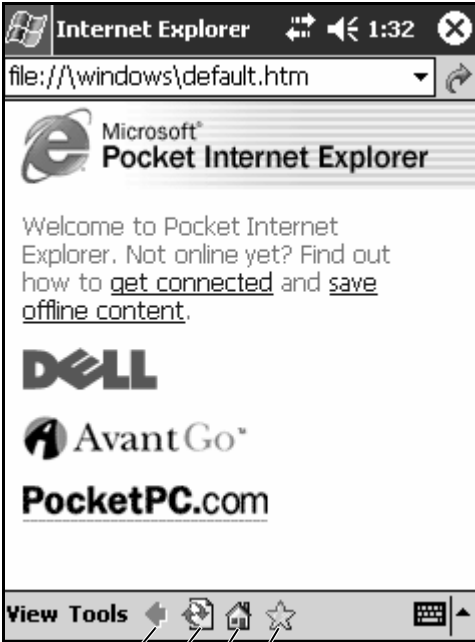 Internet Explorer 1:32
file://\windows\default.htm
Microsoft®
Pocket Internet Explorer
Welcome to Pocket Internet
Explorer. Not online yet? Find out
how to get connected and save
offline content.
DELL
AvantGo™
PocketPC.com
View Tools